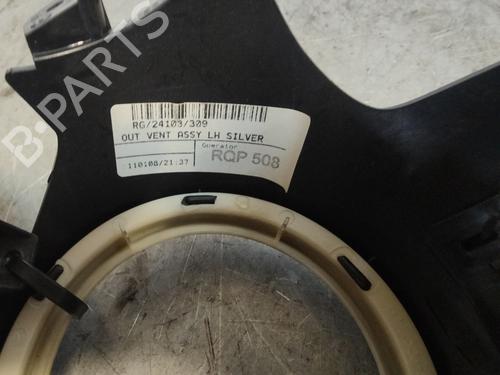 B-PARTS
RG/24103/309
OUT VENT ASSY LH SILVER
Operator
110108/21:37
RQP 508